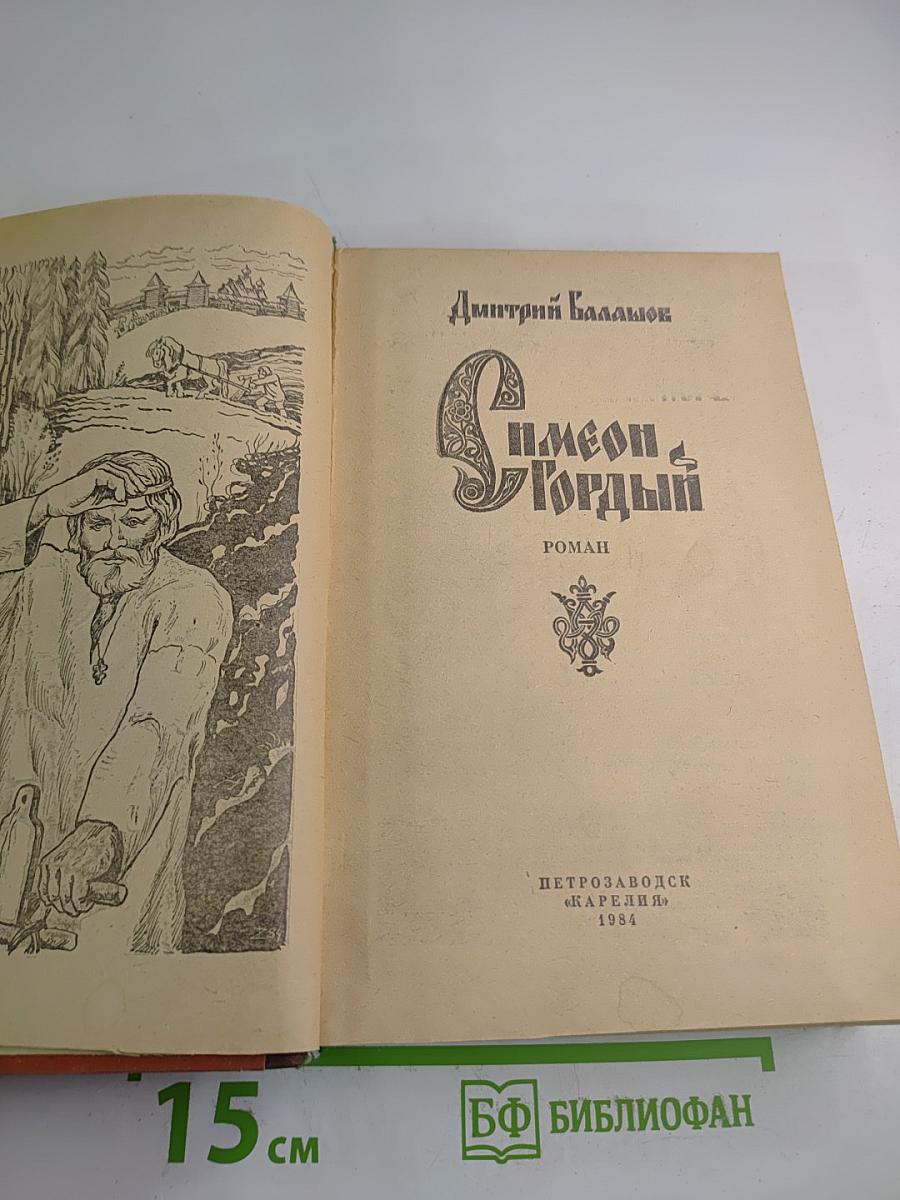 Дмитрий Балашов
Симеон
Гордый
РОМАН
ПЕТРОЗАВОДСК
«КАРЕЛИЯ»
1984
15 см
БФ БИБЛИОФАН